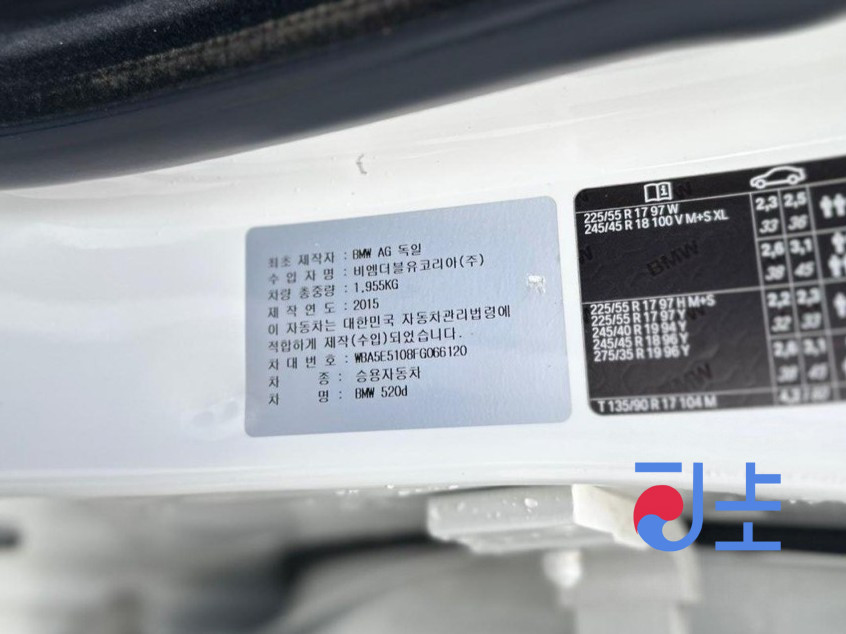 최초 제작자 : BMW AG 독일
수 입 자 명 : 비엠더블유코리아(주)
차량 총중량 : 1,955KG
제 작 연 도 : 2015
이 자동차는 대한민국 자동차관리법령에
적합하게 제작(수입)되었습니다.
차 대 번 호 : WBA5E5108FG066120
차 종 : 승용자동차
차 명 : BMW 520d
225/55 R 17 97 W
245/45 R 18 100 V M+S XL
2,3 2,5
33 36
2,6 3,1
38 45
BMW
225/55 R 17 97 H M+S
225/55 R 17 97 Y
245/40 R 19 94 Y
245/45 R 18 96 Y
275/35 R 19 96 Y
2,2 2,3
32 33
2,6 3,1
38 45
T 135/90 R 17 104 M